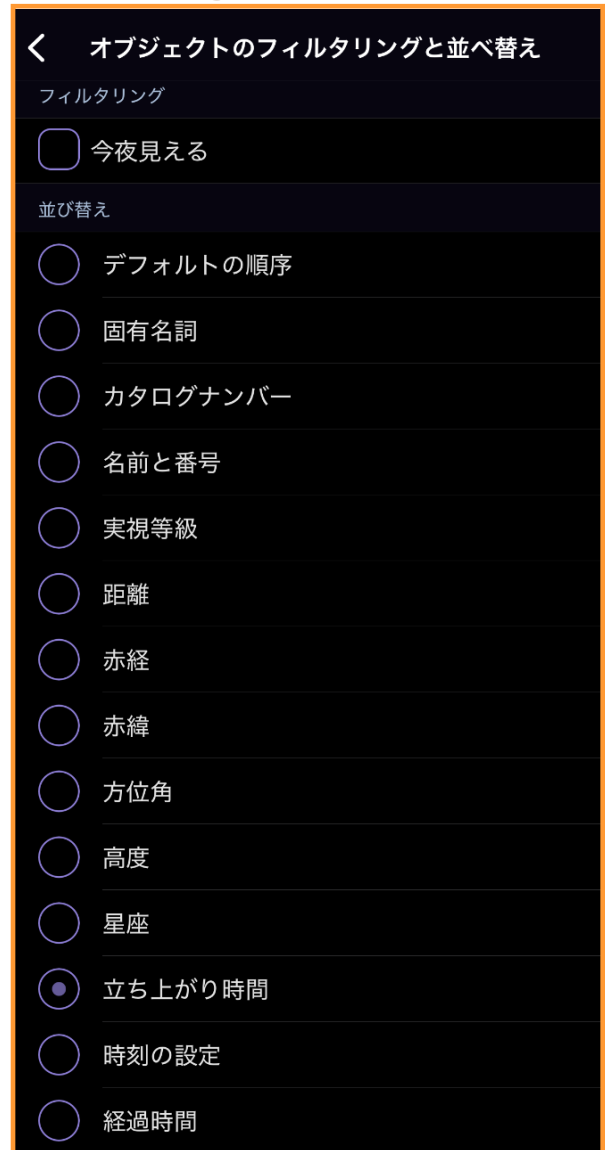 オブジェクトのフィルタリングと並べ替え
フィルタリング
今夜見える
並び替え
デフォルトの順序
固有名詞
カタログナンバー
名前と番号
実視等級
距離
赤経
赤緯
方位角
高度
星座
立ち上がり時間
時刻の設定
経過時間